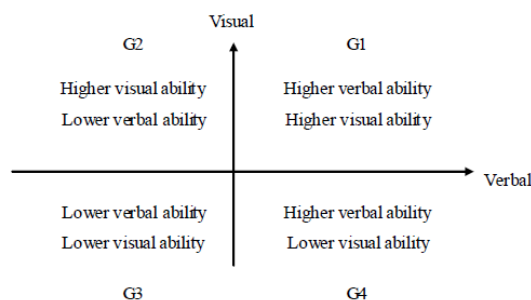 Visual
G2
G1
Higher visual ability
Lower verbal ability
Higher verbal ability
Higher visual ability
Verbal
Lower verbal ability
Lower visual ability
Higher verbal ability
Lower visual ability
G3
G4